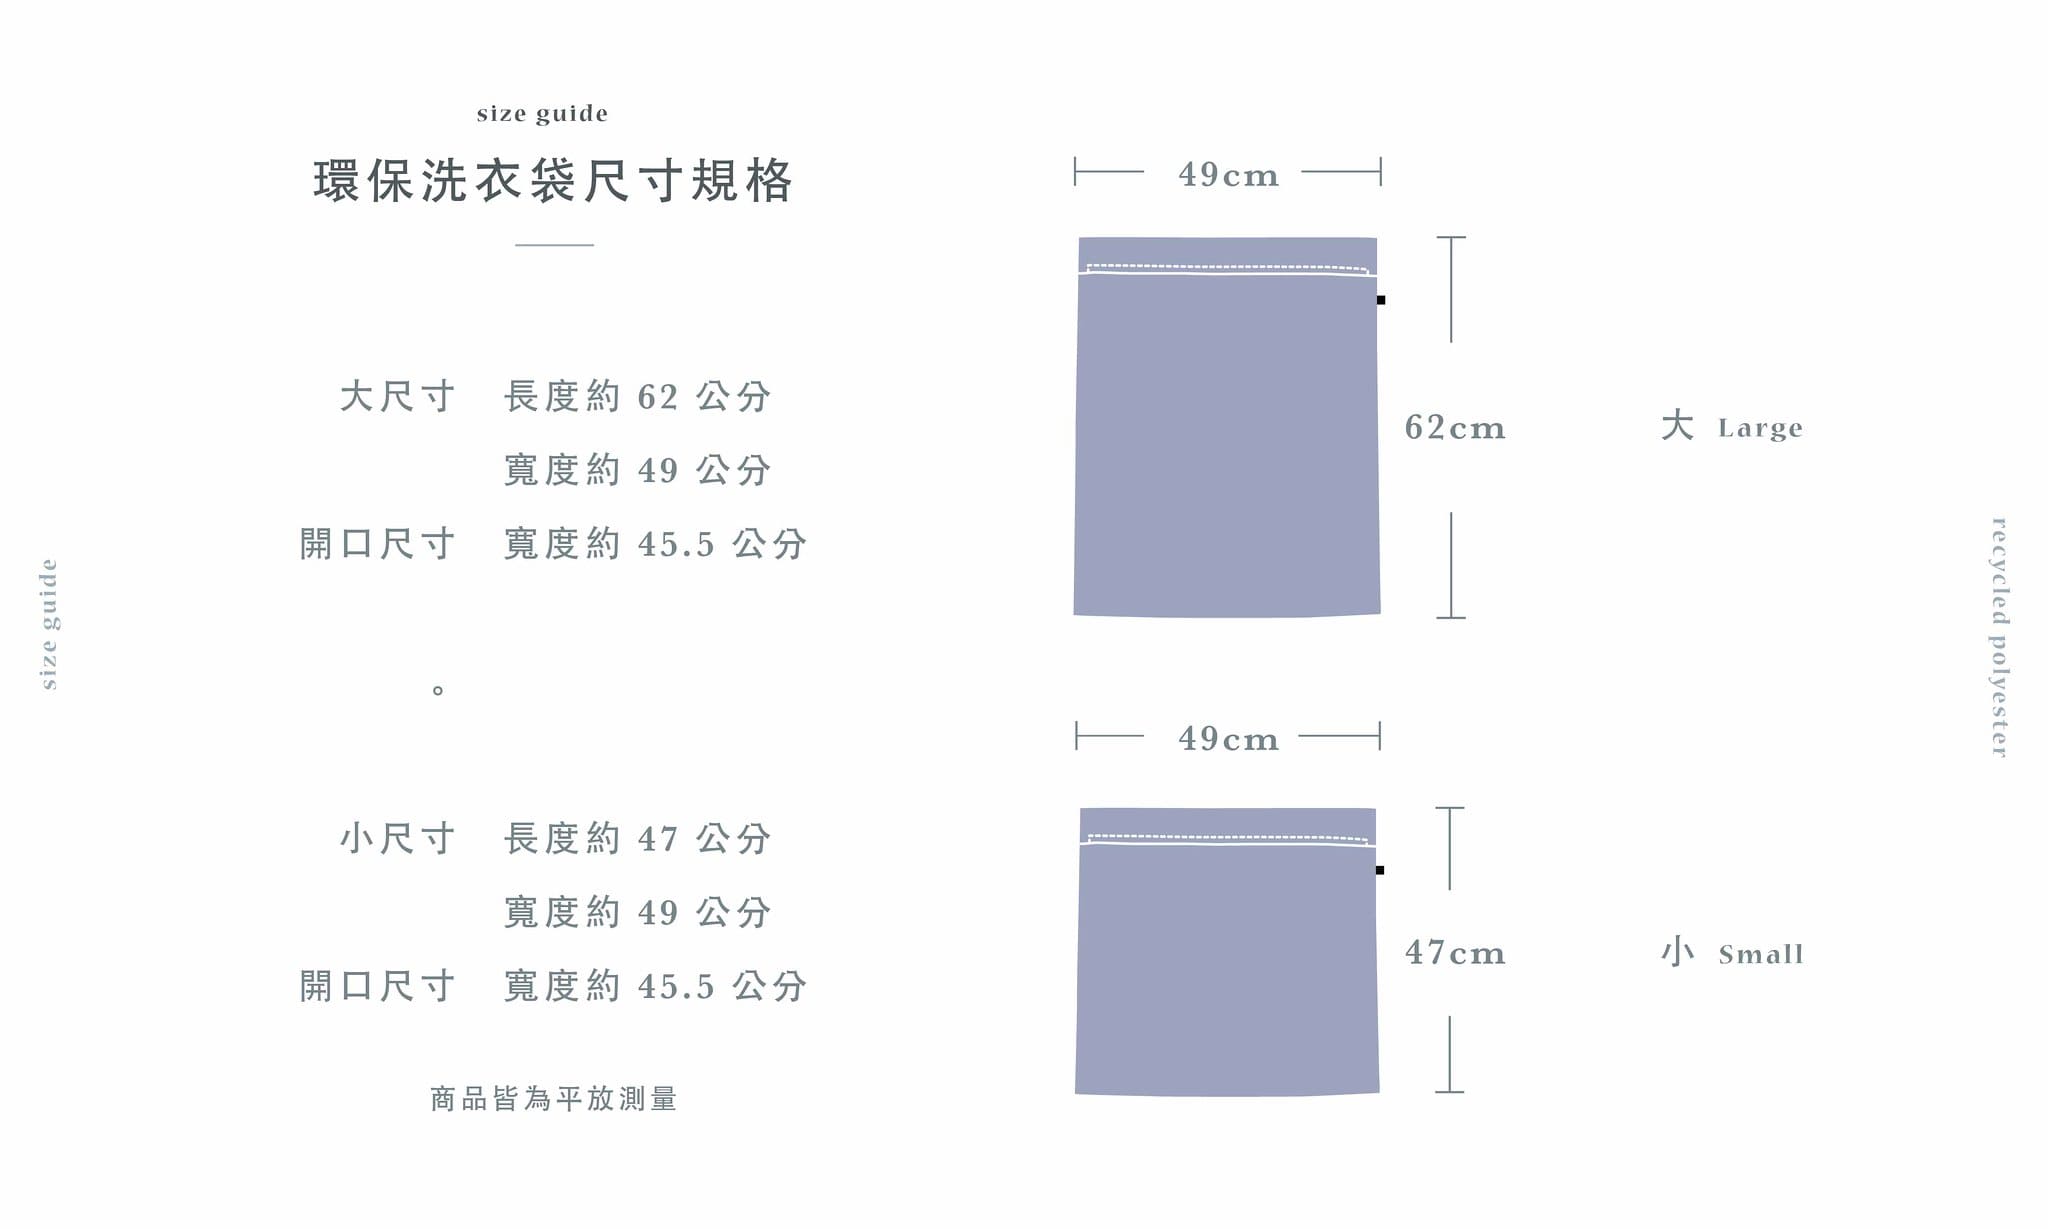 size guide
環保洗衣袋尺寸規格
大尺寸 長度約 62 公分
寬度約 49 公分
開口尺寸 寬度約 45.5 公分
。
小尺寸 長度約 47 公分
寬度約 49 公分
開口尺寸 寬度約 45.5 公分
商品皆為平放測量
49cm
62cm
大 Large
49cm
47cm
小 Small
size guide
recycled polyester